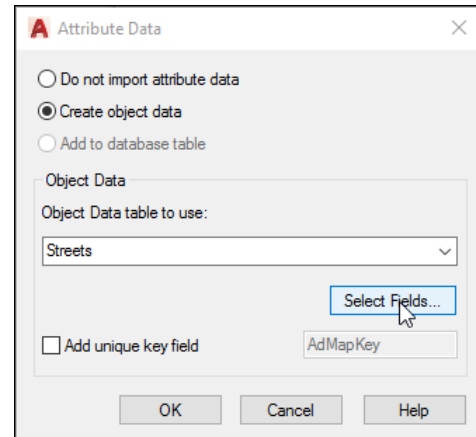 Attribute Data
Do not import attribute data
Create object data
Add to database table
Object Data
Object Data table to use:
Streets
Select Fields...
Add unique key field
AdMapKey
OK
Cancel
Help